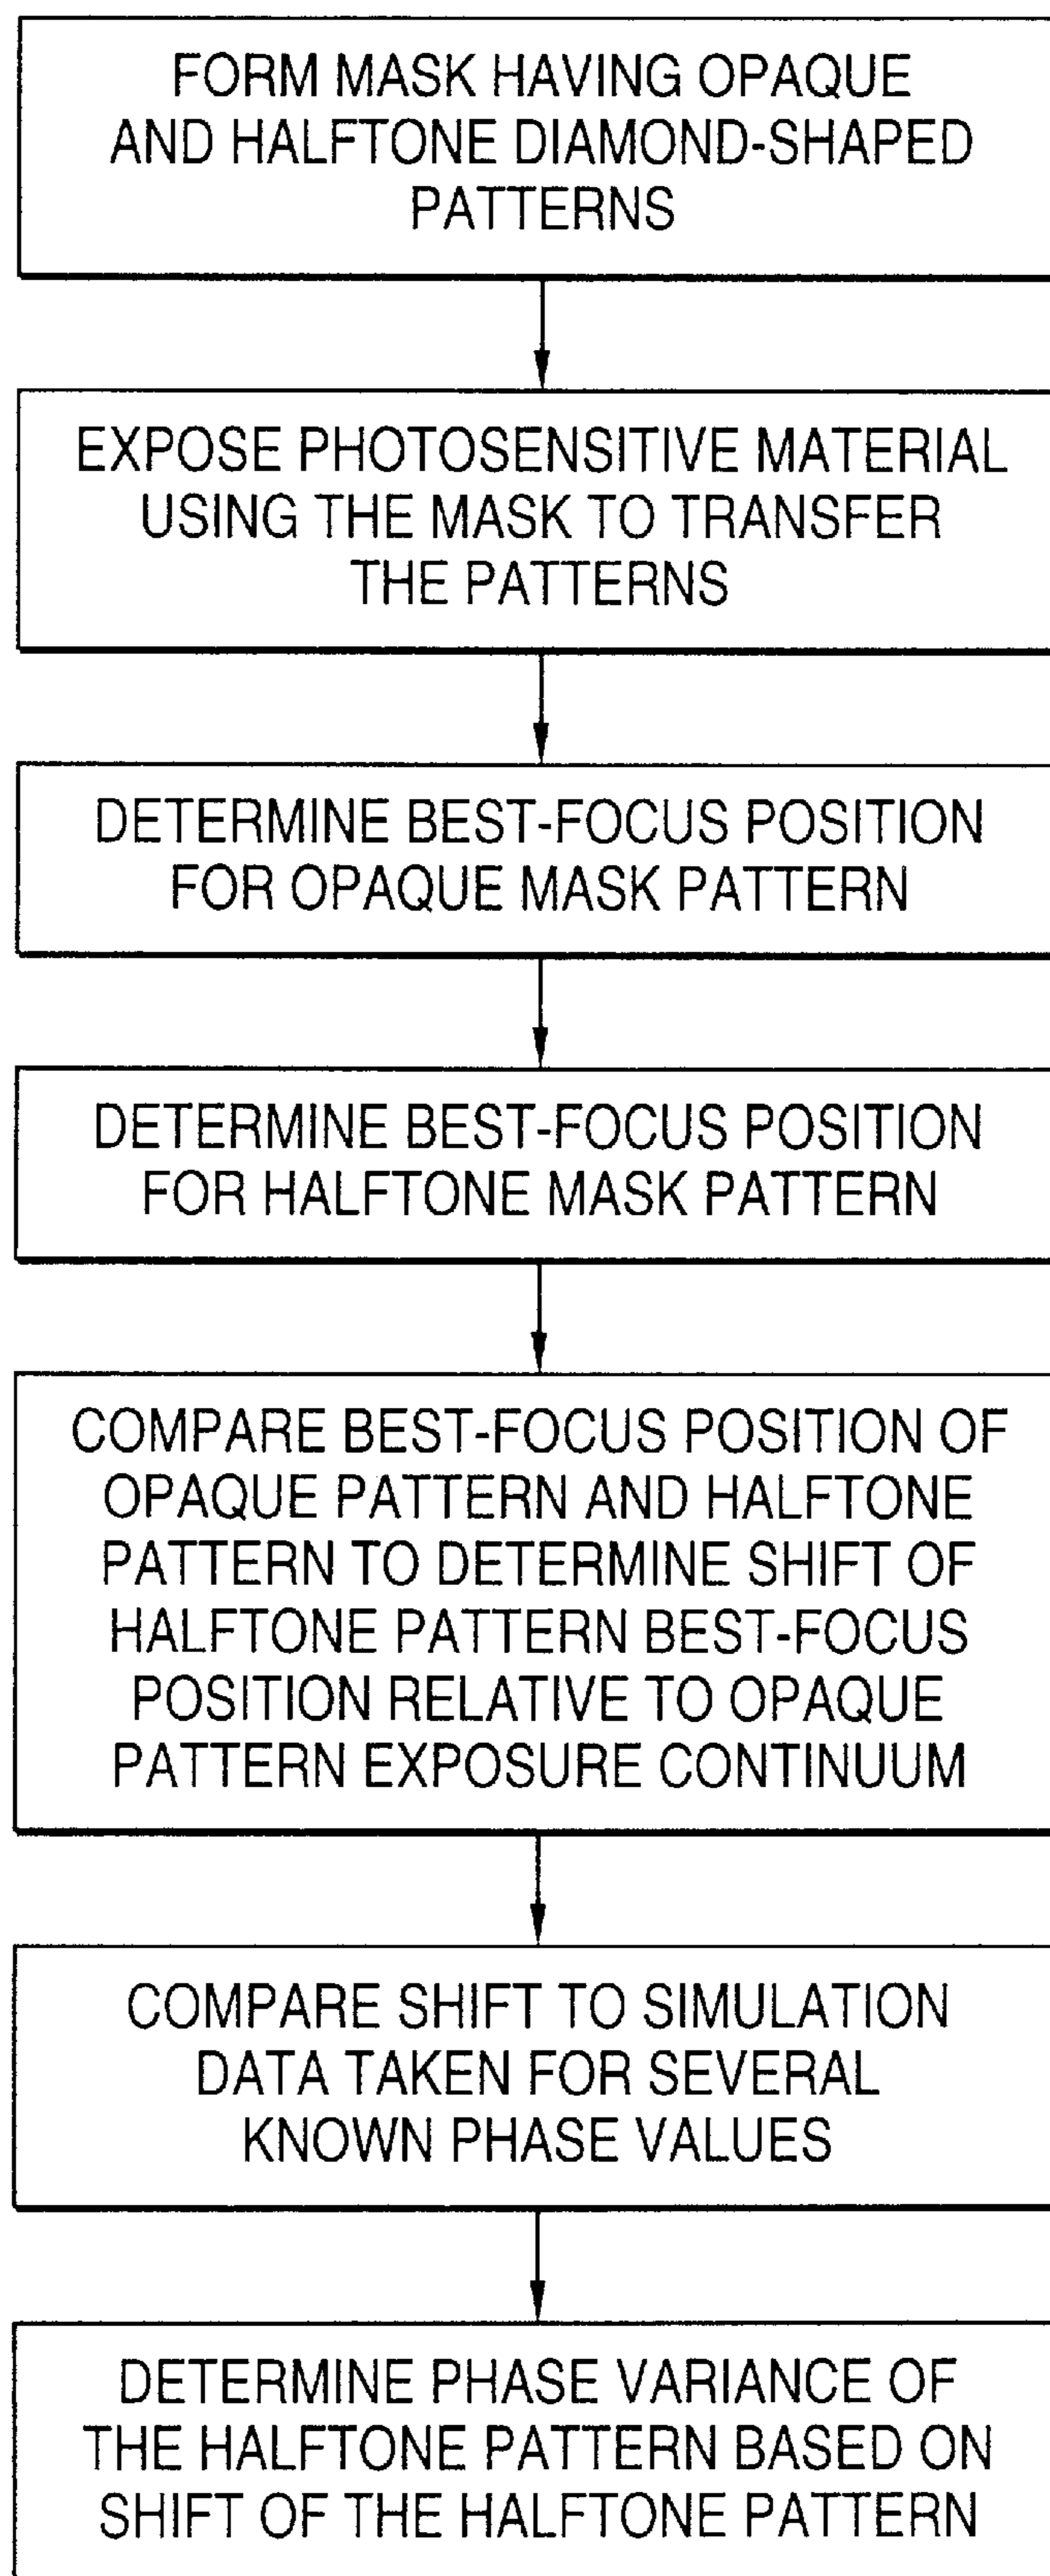 FORM MASK HAVING OPAQUE
AND HALFTONE DIAMOND-SHAPED
PATTERNS
EXPOSE PHOTOSENSITIVE MATERIAL
USING THE MASK TO TRANSFER
THE PATTERNS
DETERMINE BEST-FOCUS POSITION
FOR OPAQUE MASK PATTERN
DETERMINE BEST-FOCUS POSITION
FOR HALFTONE MASK PATTERN
COMPARE BEST-FOCUS POSITION OF
OPAQUE PATTERN AND HALFTONE
PATTERN TO DETERMINE SHIFT OF
HALFTONE PATTERN BEST-FOCUS
POSITION RELATIVE TO OPAQUE
PATTERN EXPOSURE CONTINUUM
COMPARE SHIFT TO SIMULATION
DATA TAKEN FOR SEVERAL
KNOWN PHASE VALUES
DETERMINE PHASE VARIANCE OF
THE HALFTONE PATTERN BASED ON
SHIFT OF THE HALFTONE PATTERN